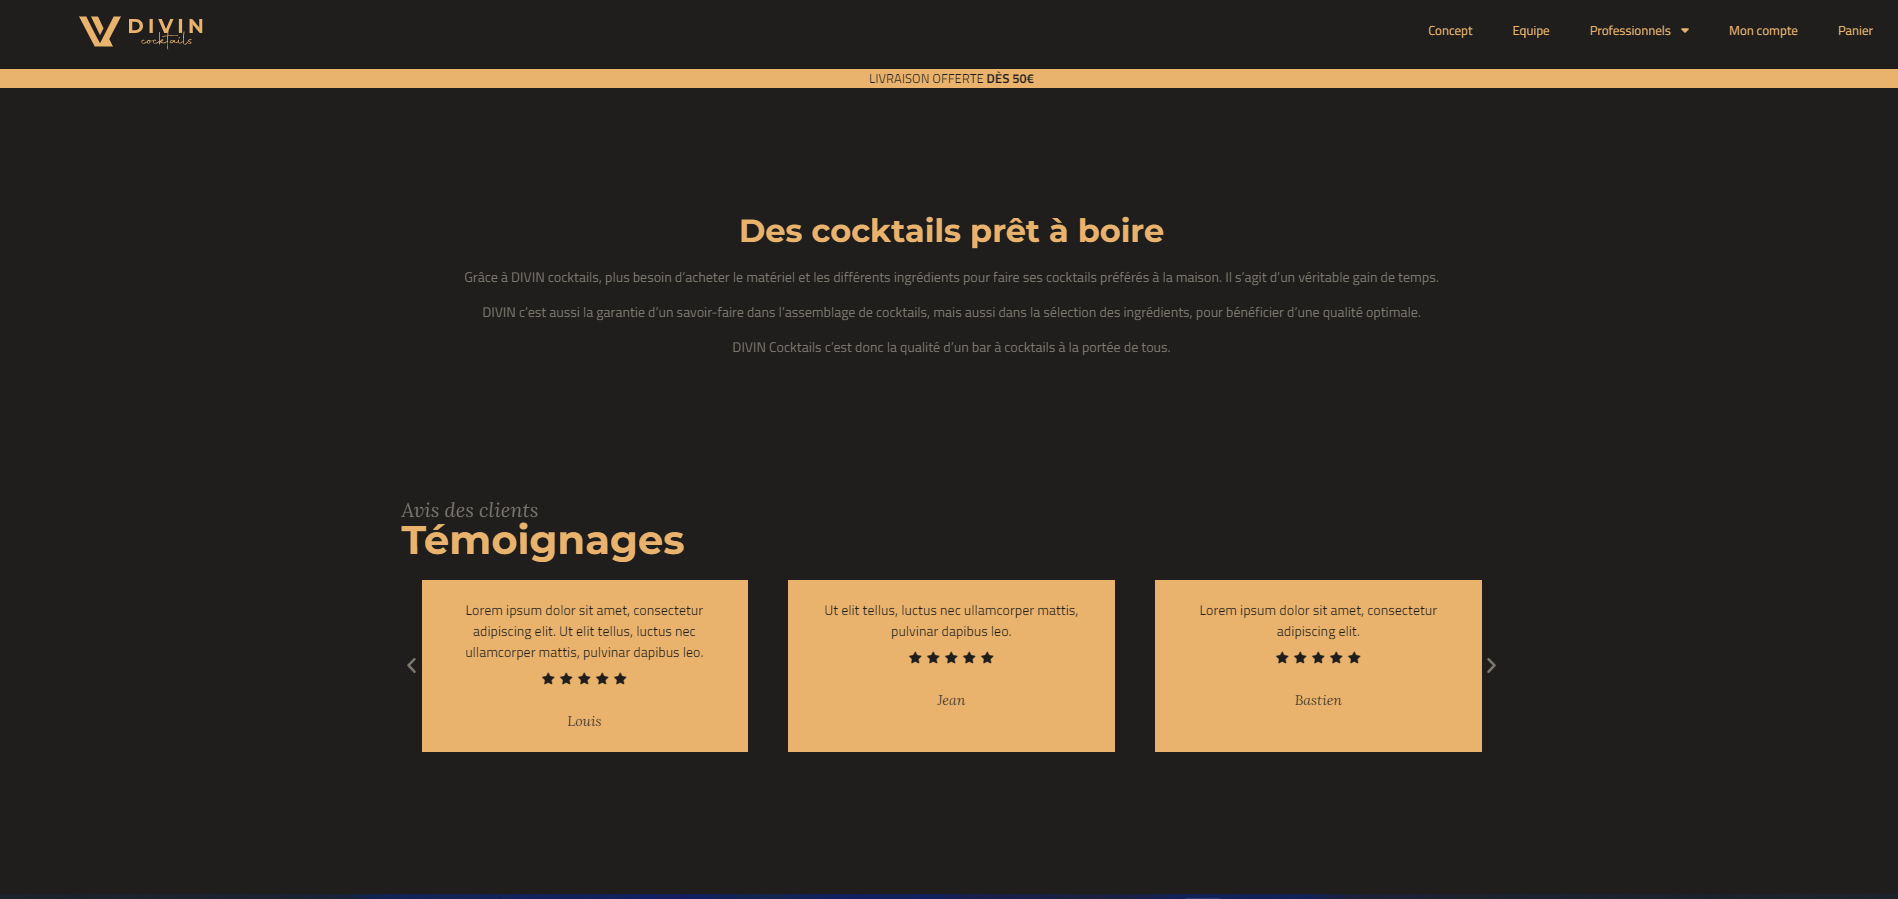 DIVIN
cocktails
Concept
Equipe
Professionnels
Mon compte
Panier
LIVRAISON OFFERTE DÈS 50€
Des cocktails prêt à boire
Grâce à DIVIN cocktails, plus besoin d’acheter le matériel et les différents ingrédients pour faire ses cocktails préférés à la maison. Il s’agit d’un véritable gain de temps.
DIVIN c’est aussi la garantie d’un savoir-faire dans l’assemblage de cocktails, mais aussi dans la sélection des ingrédients, pour bénéficier d’une qualité optimale.
DIVIN Cocktails c’est donc la qualité d’un bar à cocktails à la portée de tous.
Avis des clients
Témoignages
Lorem ipsum dolor sit amet, consectetur
adipiscing elit. Ut elit tellus, luctus nec
ullamcorper mattis, pulvinar dapibus leo.
Louis
Ut elit tellus, luctus nec ullamcorper mattis,
pulvinar dapibus leo.
Jean
Lorem ipsum dolor sit amet, consectetur
adipiscing elit.
Bastien